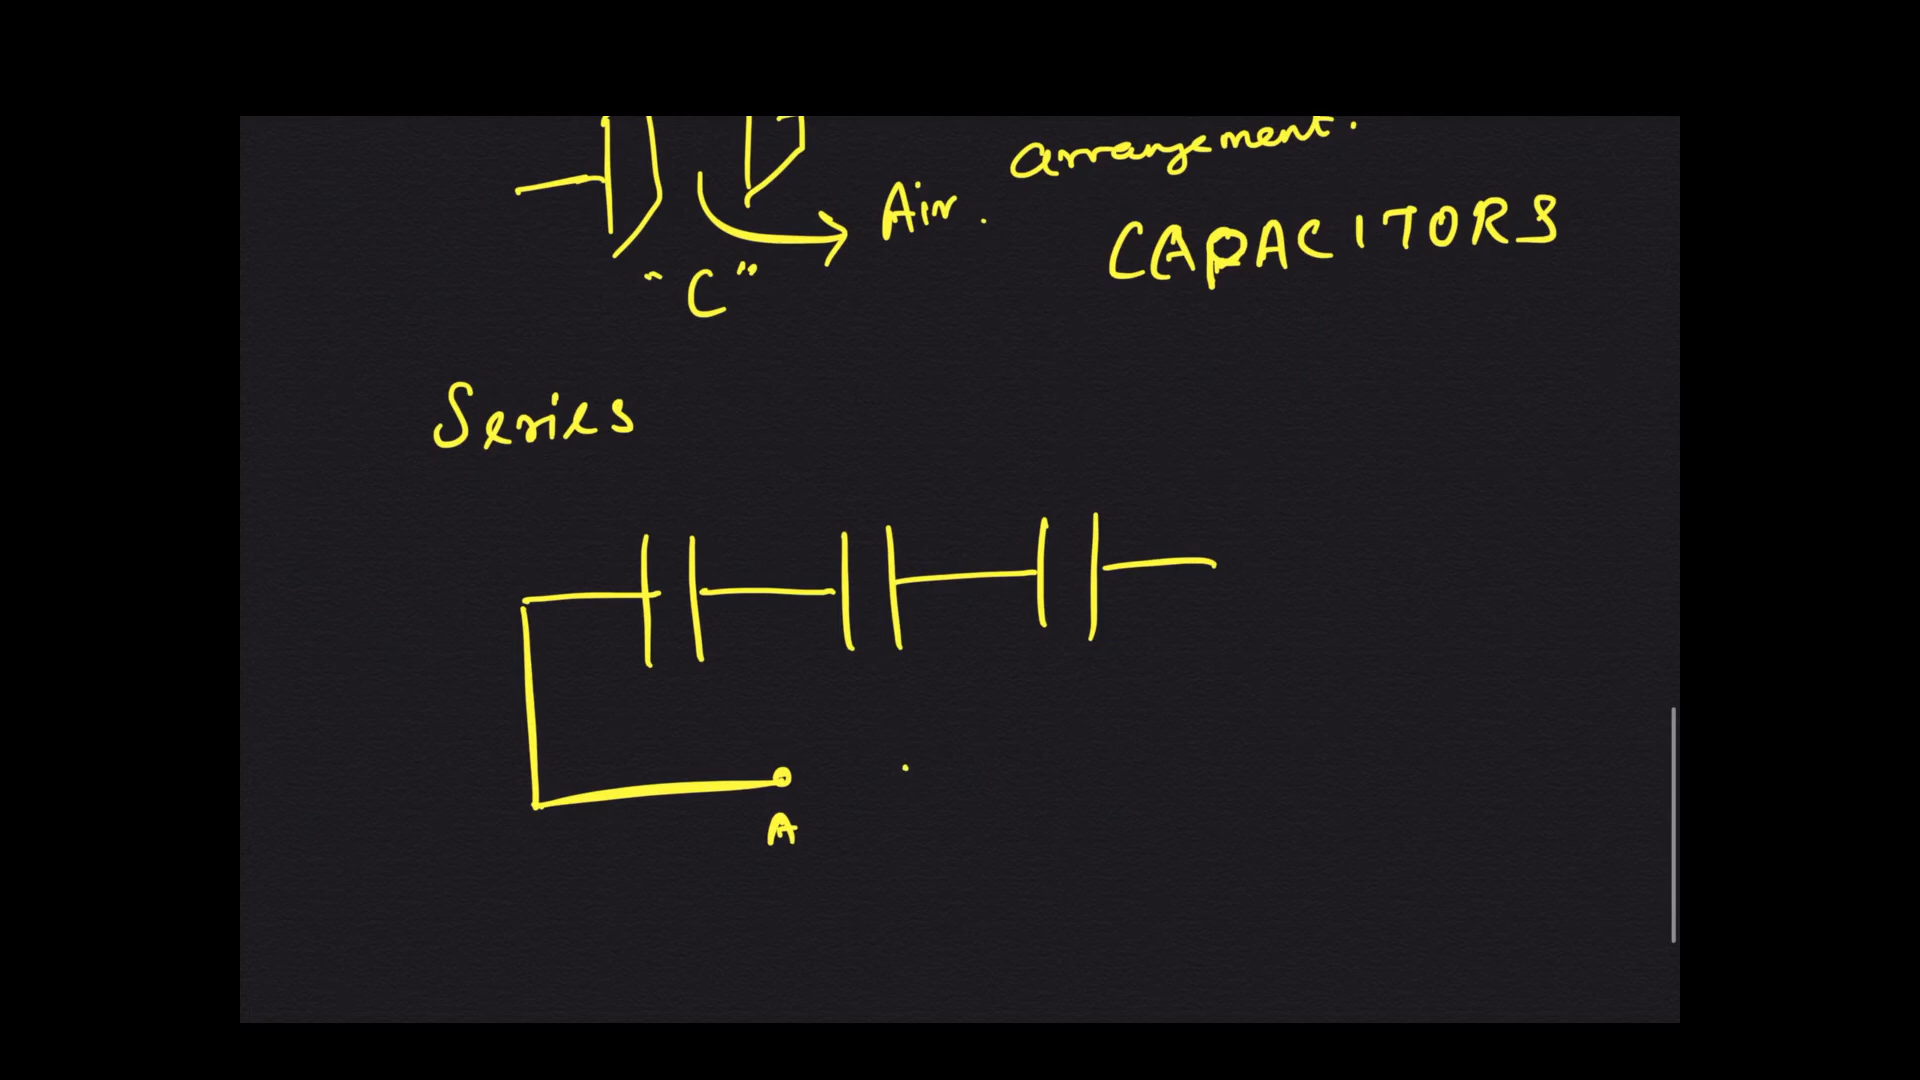 arrangement.
Air.
CAPACITORS
"C"
Series
A